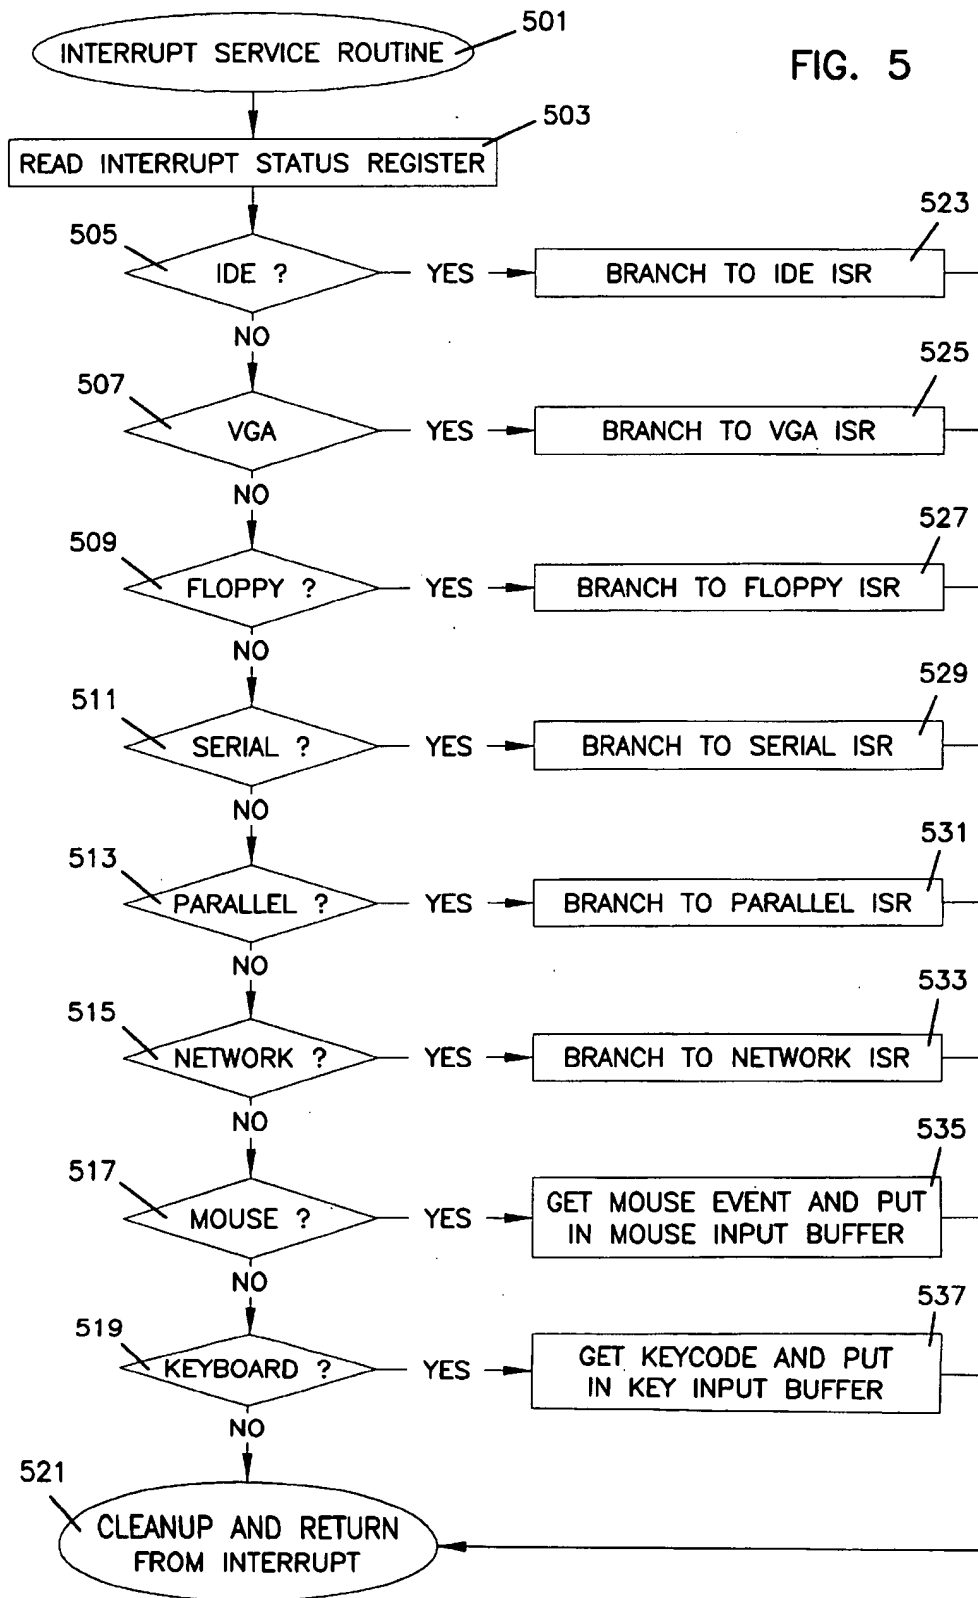 501
INTERRUPT SERVICE ROUTINE
FIG. 5
503
READ INTERRUPT STATUS REGISTER
505
IDE ?
YES
523
BRANCH TO IDE ISR
NO
507
VGA
YES
525
BRANCH TO VGA ISR
NO
509
FLOPPY ?
YES
527
BRANCH TO FLOPPY ISR
NO
511
SERIAL ?
YES
529
BRANCH TO SERIAL ISR
NO
513
PARALLEL ?
YES
531
BRANCH TO PARALLEL ISR
NO
515
NETWORK ?
YES
533
BRANCH TO NETWORK ISR
NO
517
MOUSE ?
YES
535
GET MOUSE EVENT AND PUT
IN MOUSE INPUT BUFFER
NO
519
KEYBOARD ?
YES
537
GET KEYCODE AND PUT
IN KEY INPUT BUFFER
NO
521
CLEANUP AND RETURN
FROM INTERRUPT